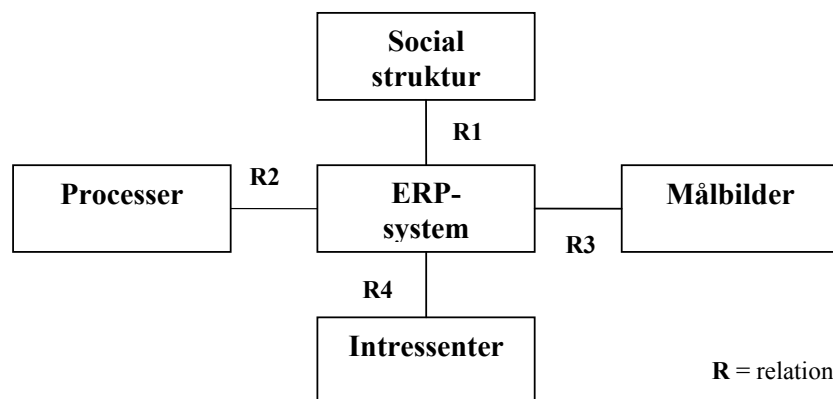 Social
struktur
R1
Processer
R2
ERP-
system
Målbilder
R3
R4
Intressenter
R = relation